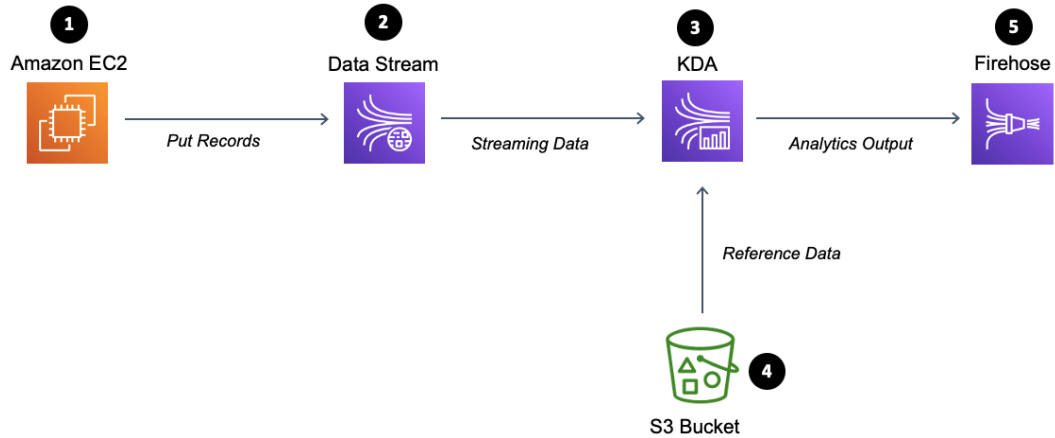 1
Amazon EC2
Put Records
2
Data Stream
Streaming Data
3
KDA
Analytics Output
5
Firehose
Reference Data
4
S3 Bucket